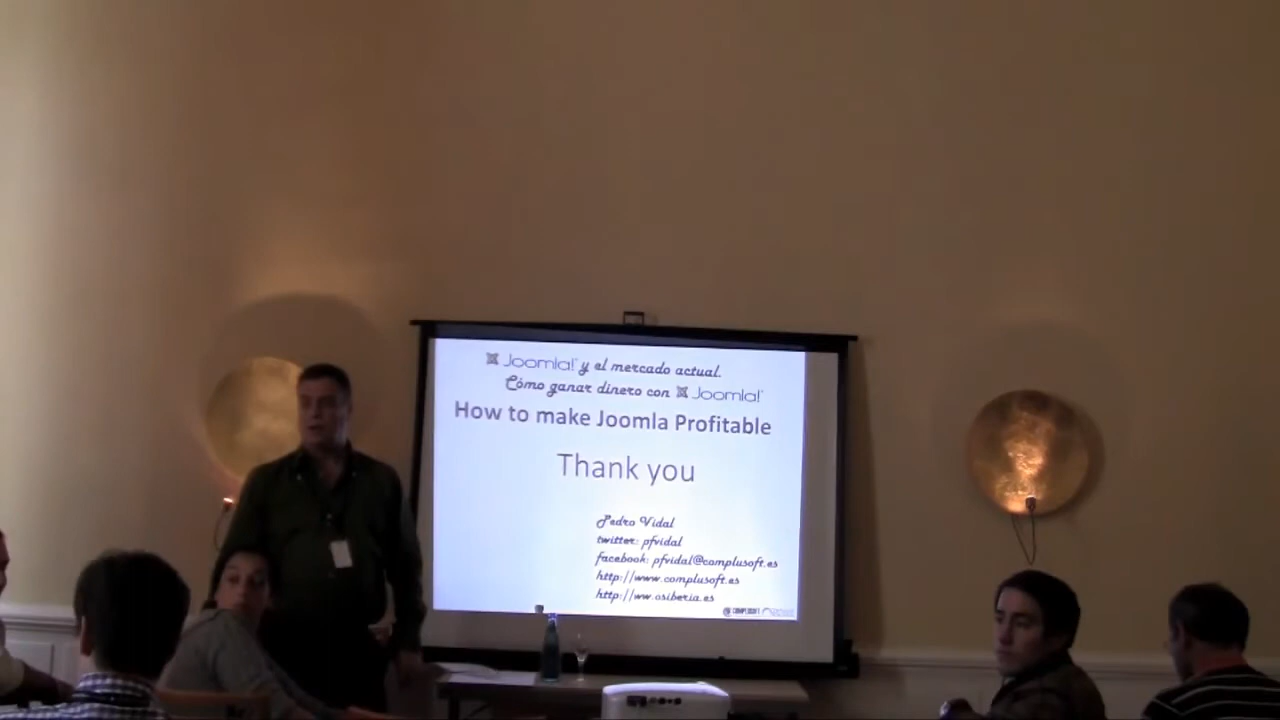 Joomla! y el mercado actual.
Cómo ganar dinero con Joomla!
How to make Joomla Profitable
Thank you
Pedro Vidal
twitter: pfvidal
facebook: pfvidal@complusoft.es
http://www.complusoft.es
http://ww.osiberia.es
COMPLUSOFT